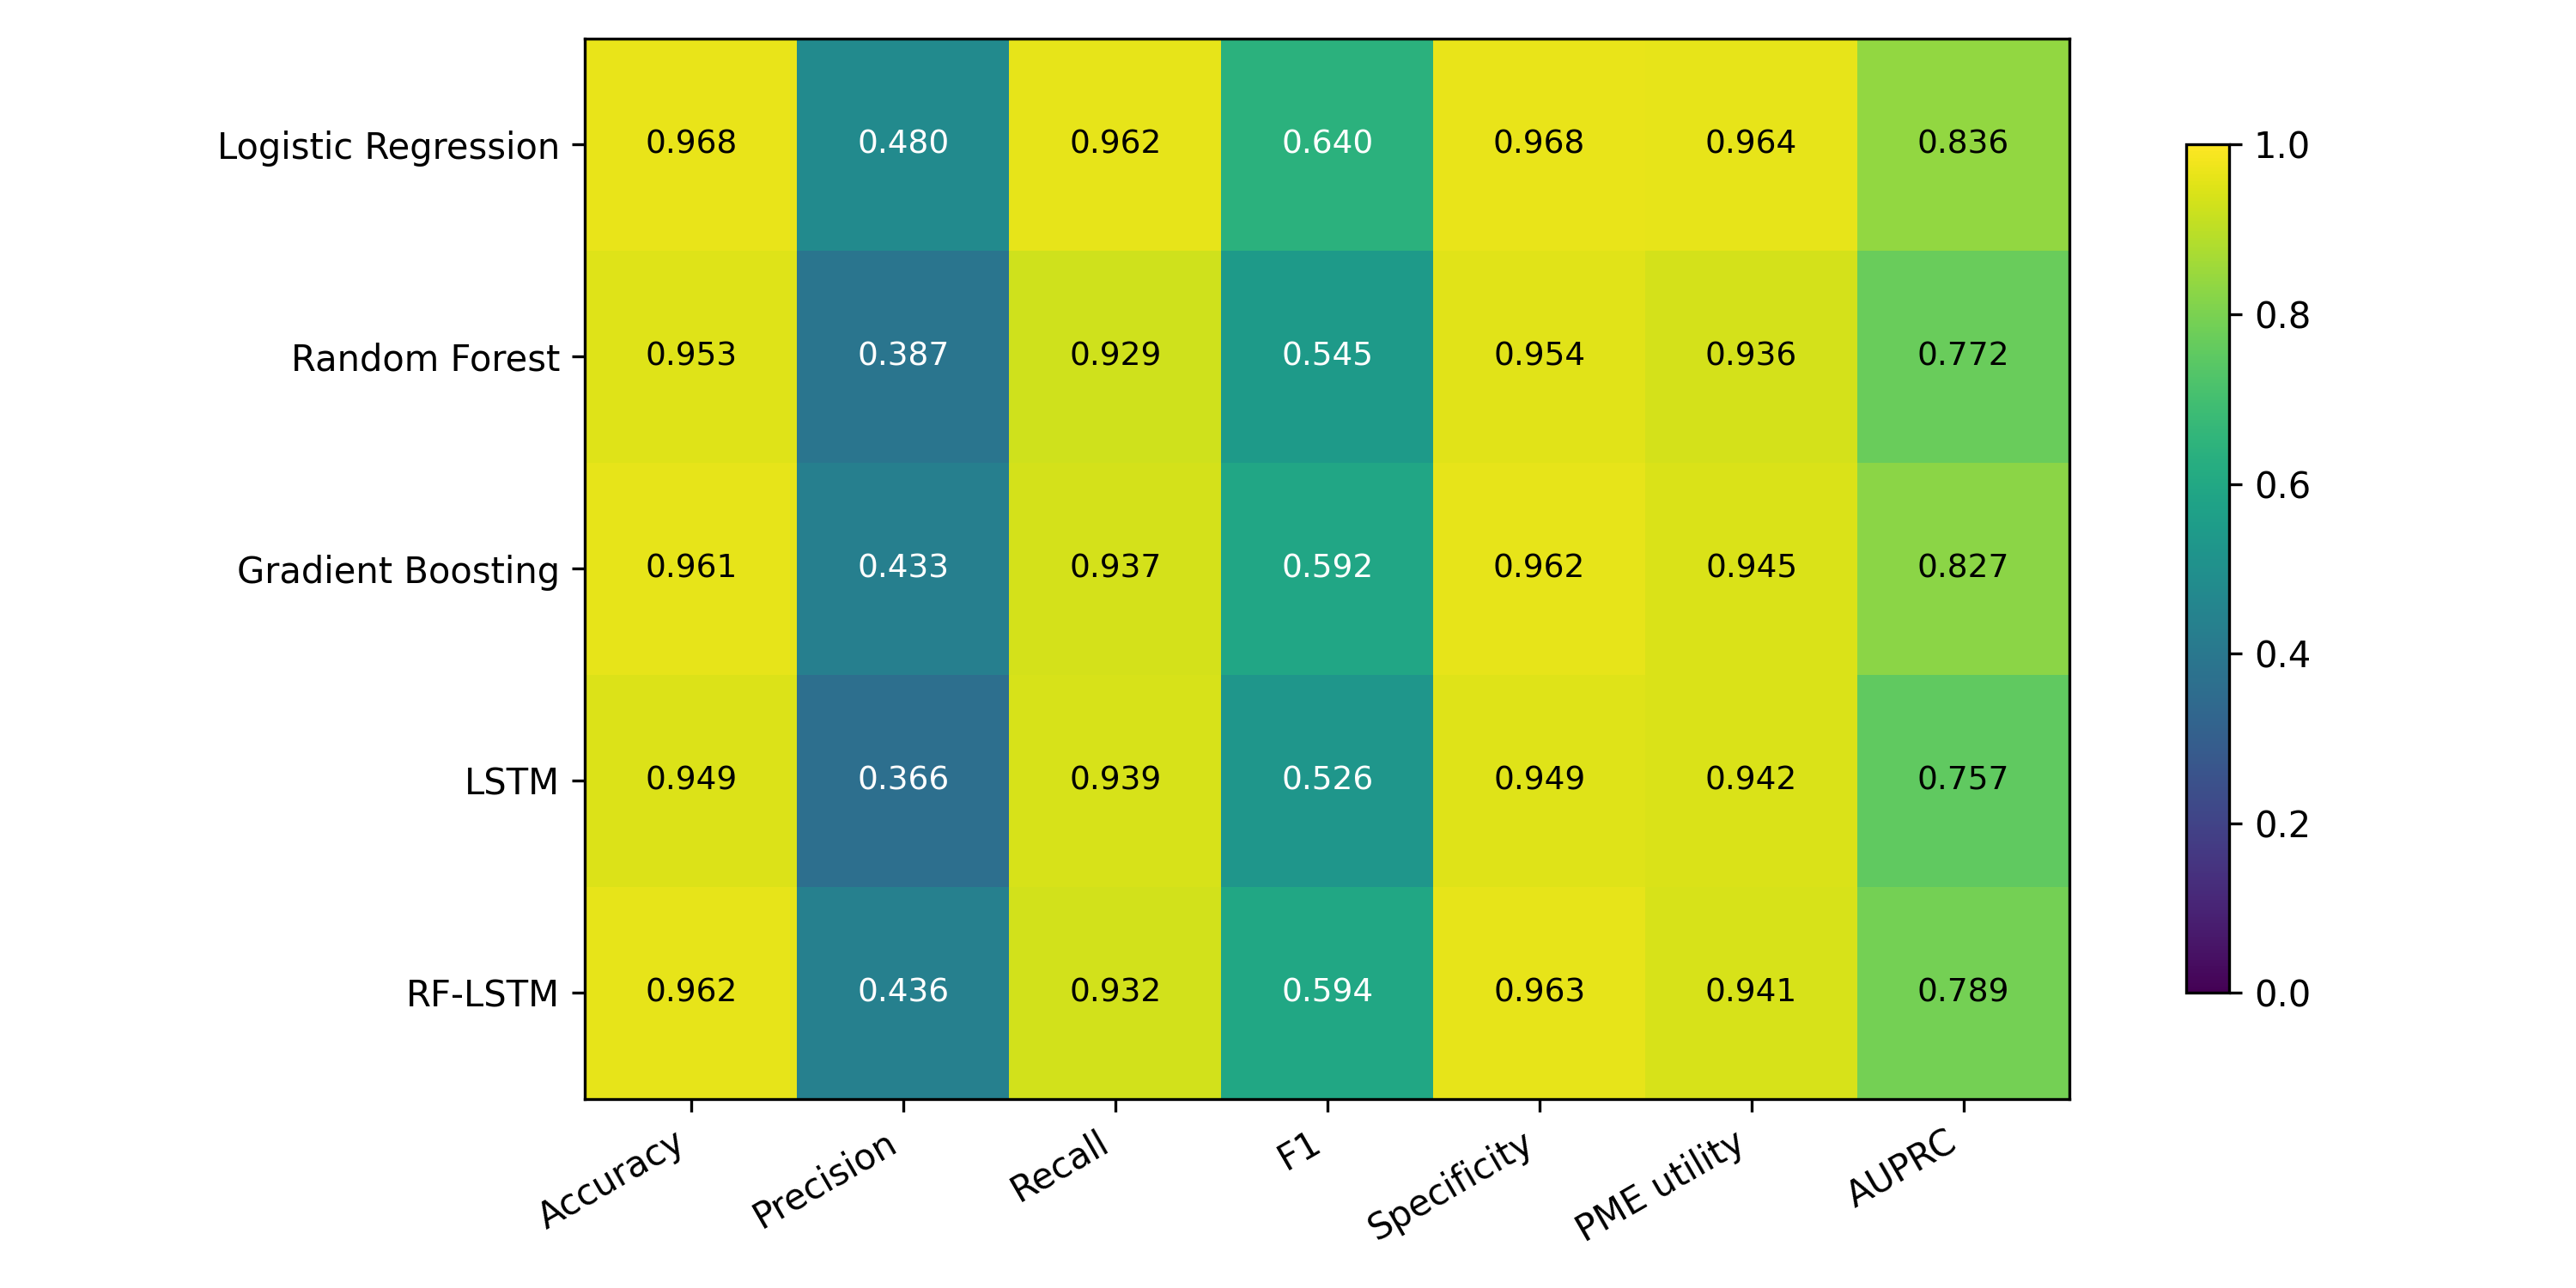 Logistic Regression 0.968 0.480 0.962 0.640 0.968 0.964 0.836
Random Forest 0.953 0.387 0.929 0.545 0.954 0.936 0.772
Gradient Boosting 0.961 0.433 0.937 0.592 0.962 0.945 0.827
LSTM 0.949 0.366 0.939 0.526 0.949 0.942 0.757
RF-LSTM 0.962 0.436 0.932 0.594 0.963 0.941 0.789
Accuracy Precision Recall F1 Specificity PME utility AUPRC
1.0
0.8
0.6
0.4
0.2
0.0